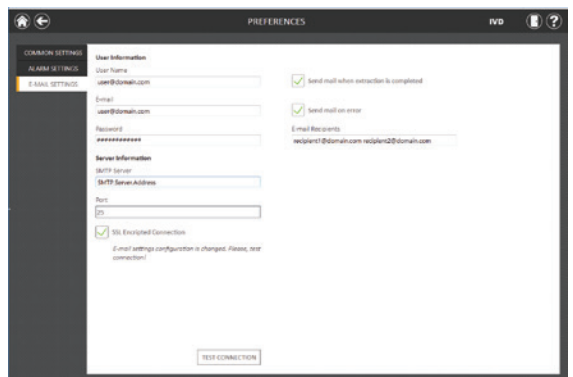 PREFERENCES
IVD
?
COMMON SETTINGS
ALARM SETTINGS
E-MAIL SETTINGS
User Information
User Name
user@domain.com
E-mail
user@domain.com
Password
************
Server Information
SMTP Server
SMTP.Server.Address
Port
25
SSL Encripted Connection
E-mail settings configuration is changed. Please, test
connection!
TEST CONNECTION
Send mail when extraction is completed
Send mail on error
E-mail Recipients
recipient1@domain.com recipient2@domain.com